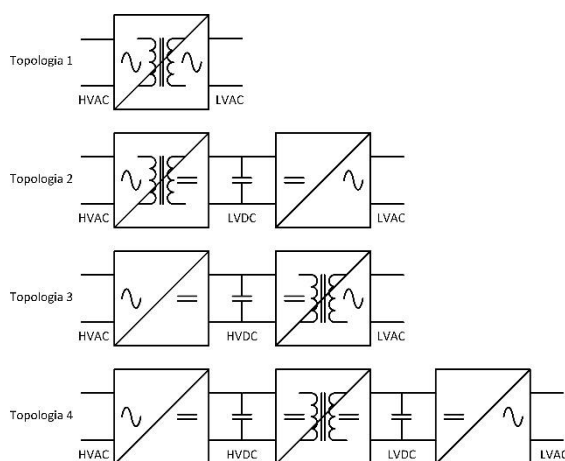 Topologia 1
HVAC LVAC
Topologia 2
HVAC LVDC LVAC
Topologia 3
HVAC HVDC LVAC
Topologia 4
HVAC HVDC LVDC LVAC